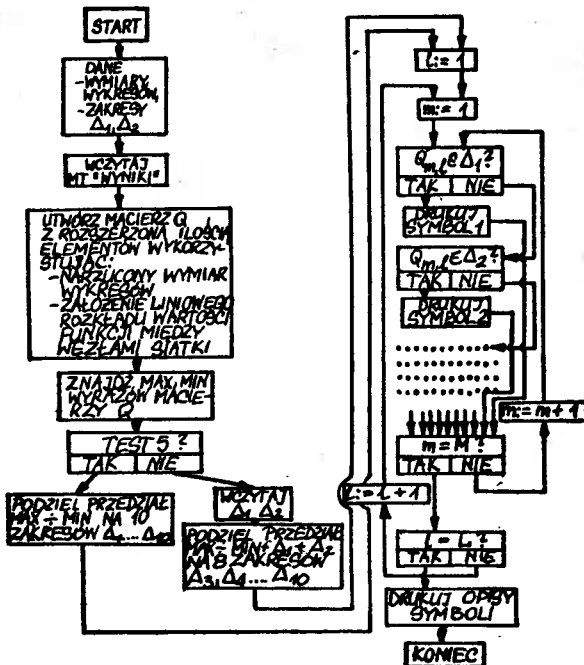 START
DANE
-WYMIARY
WYKRESÓW,
-ZAKRESY
Δ1, Δ2
WCZYTAJ
MT "WYNIKI"
UTWÓRZ MACIERZ Q
Z ROZSZERZONĄ ILOŚCIĄ
ELEMENTÓW WYKORZY-
STUJĄC:
-NARZUCONY WYMIAR
WYKRESÓW
-ZAŁOŻENIE LINIOWEGO
ROZKŁADU WARTOŚCI
FUNKCJI MIĘDZY
WĘZŁAMI SIATKI
ZNAJDŹ MAX, MIN
WYRAZÓW MACIE-
RZY Q
TEST 5 ?
TAK NIE
PODZIEL PRZEDZIAŁ
MAX ÷ MIN NA 10
ZAKRESÓW Δ1 .... Δ10
WCZYTAJ
Δ1 Δ2
PODZIEL PRZEDZIAŁ
MAX ÷ MIN + Δ1 + Δ2
NA 8 ZAKRESÓW
Δ3, Δ4 .... Δ10
l:=1
m:=1
Qm,l ∈ Δ1?
TAK NIE
DRUKUJ
SYMBOL 1
Qm,l ∈ Δ2?
TAK NIE
DRUKUJ
SYMBOL 2
m:=m+1
m=M?
TAK NIE
l:=l+1
l=L?
TAK NIE
DRUKUJ OPISY
SYMBOLI
KONIEC